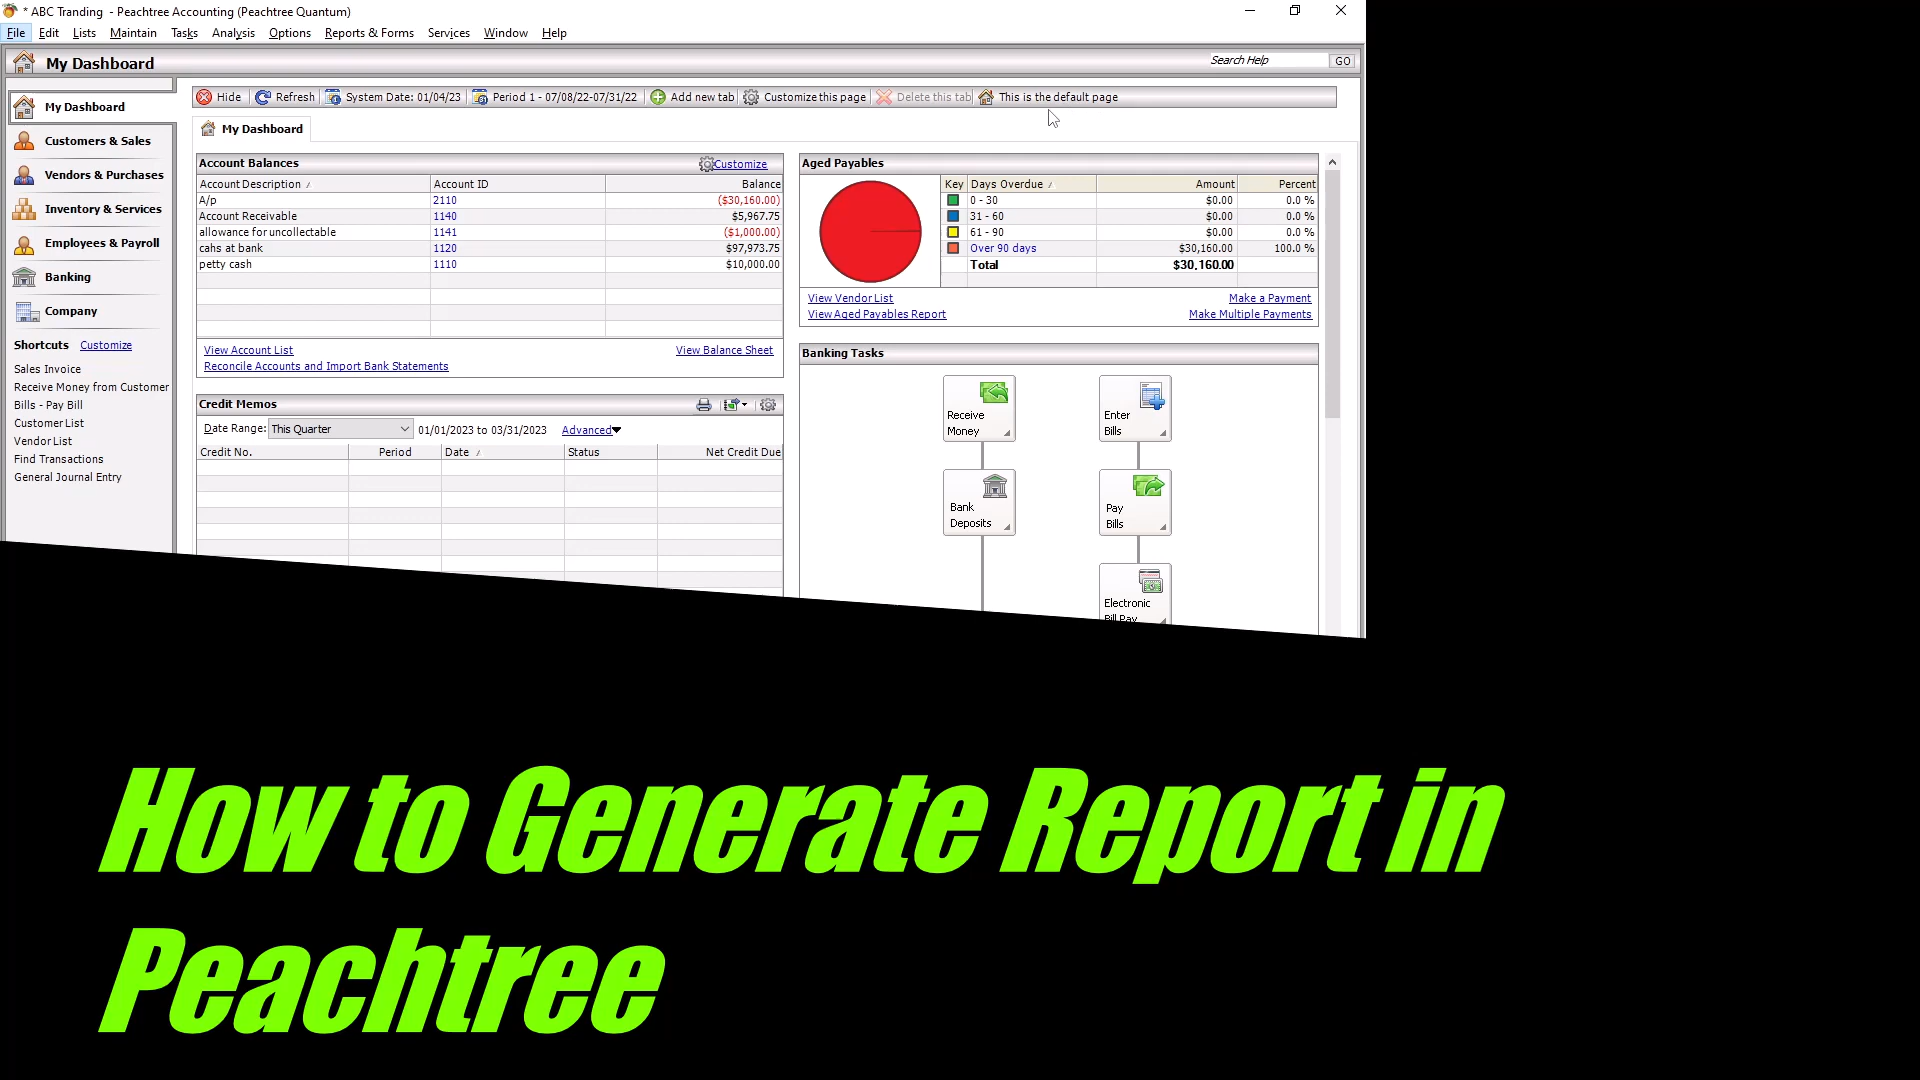 * ABC Tranding - Peachtree Accounting (Peachtree Quantum)
File Edit Lists Maintain Tasks Analysis Options Reports & Forms Services Window Help
My Dashboard
Search Help GO
My Dashboard
Customers & Sales
Vendors & Purchases
Inventory & Services
Employees & Payroll
Banking
Company
Shortcuts Customize
Sales Invoice
Receive Money from Customer
Bills - Pay Bill
Customer List
Vendor List
Find Transactions
General Journal Entry
Hide Refresh System Date: 01/04/23 Period 1 - 07/08/22-07/31/22 Add new tab Customize this page Delete this tab This is the default page
My Dashboard
Account Balances Customize
Account Description Account ID Balance
A/p 2110 ($30,160.00)
Account Receivable 1140 $5,967.75
allowance for uncollectable 1141 ($1,000.00)
cahs at bank 1120 $97,973.75
petty cash 1110 $10,000.00
View Account List View Balance Sheet
Reconcile Accounts and Import Bank Statements
Credit Memos
Date Range: This Quarter 01/01/2023 to 03/31/2023 Advanced
Credit No. Period Date Status Net Credit Due
Aged Payables
Key Days Overdue Amount Percent
0 - 30 $0.00 0.0 %
31 - 60 $0.00 0.0 %
61 - 90 $0.00 0.0 %
Over 90 days $30,160.00 100.0 %
Total $30,160.00
View Vendor List Make a Payment
View Aged Payables Report Make Multiple Payments
Banking Tasks
Receive Money
Enter Bills
Bank Deposits
Pay Bills
Electronic Bill Pay
How to Generate Report in
Peachtree